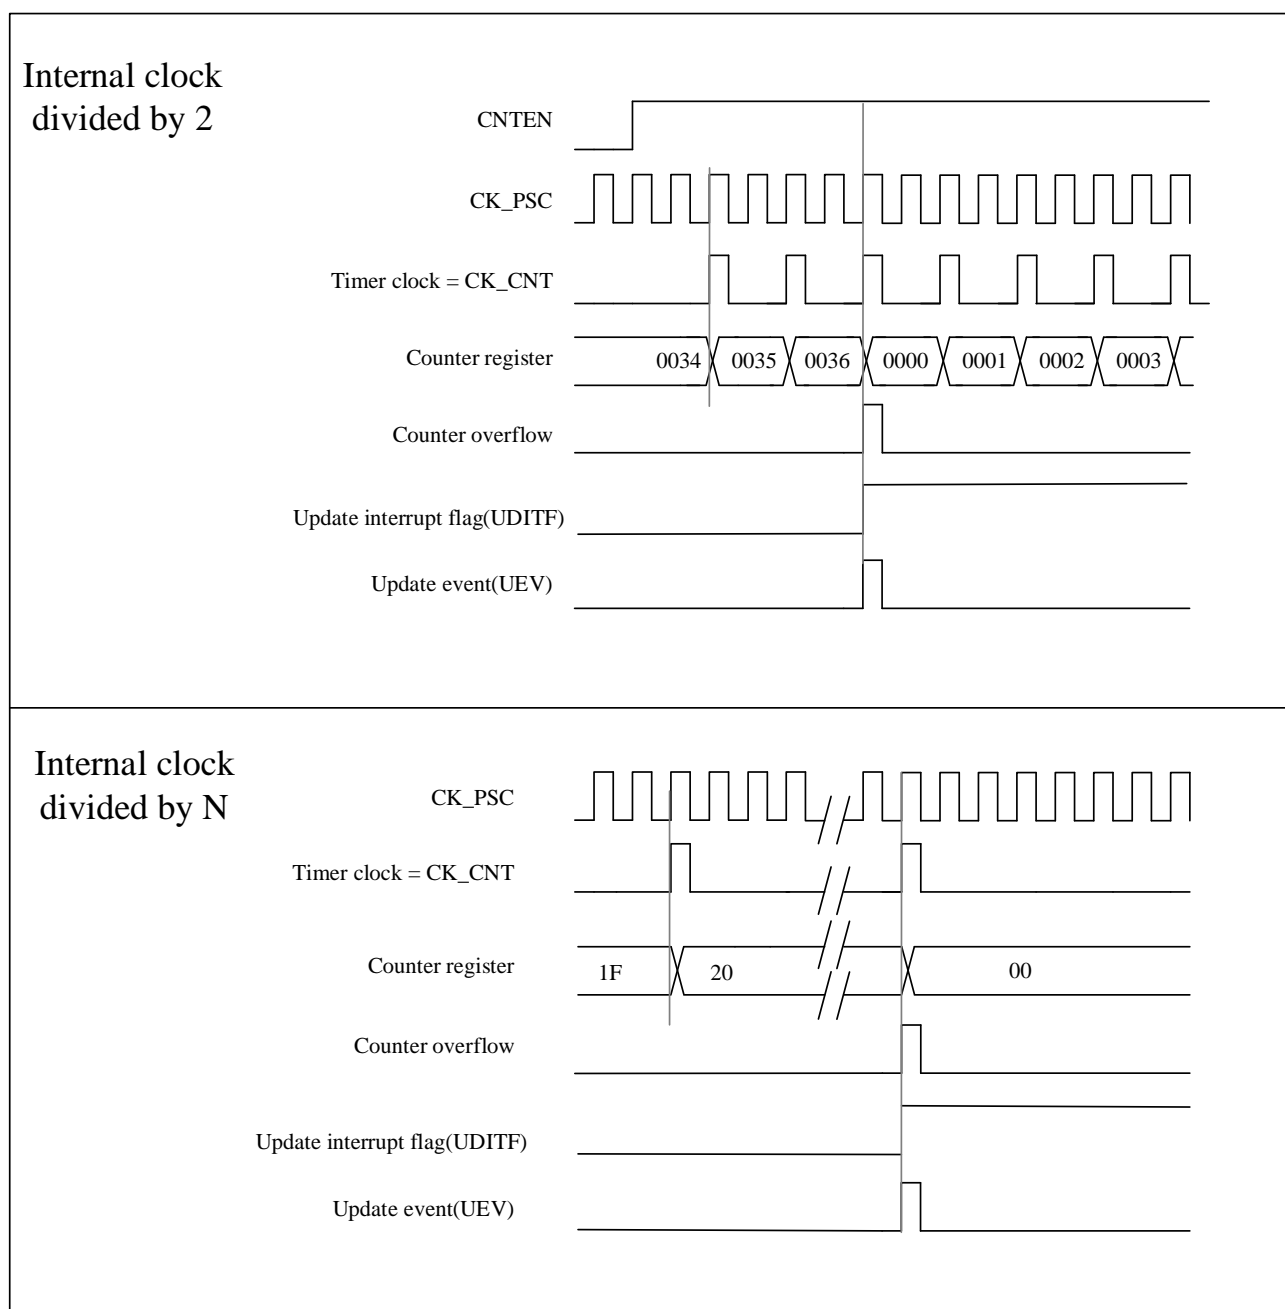 Internal clock
divided by 2
CNTEN
CK_PSC
Timer clock = CK_CNT
Counter register
0034 0035 0036 0000 0001 0002 0003
Counter overflow
Update interrupt flag(UDITF)
Update event(UEV)
Internal clock
divided by N
CK_PSC
Timer clock = CK_CNT
Counter register
1F 20 00
Counter overflow
Update interrupt flag(UDITF)
Update event(UEV)